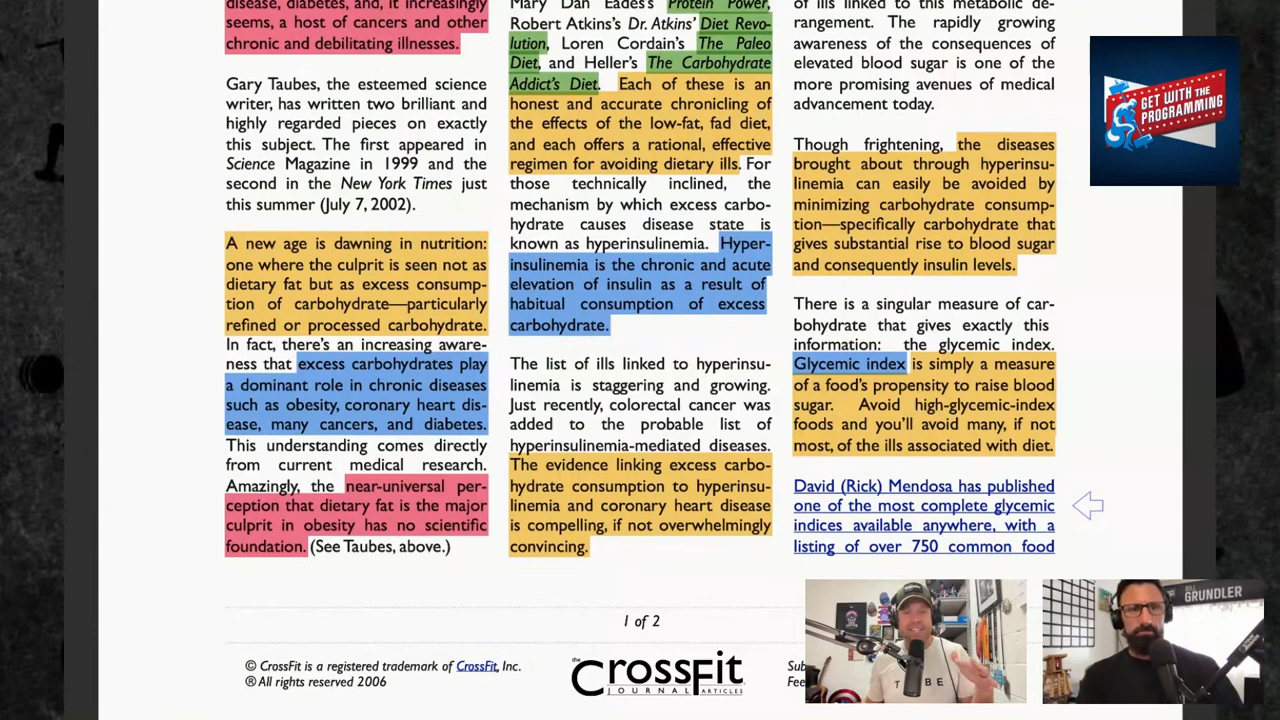 disease, diabetes, and, it increasingly
seems, a host of cancers and other
chronic and debilitating illnesses.
Gary Taubes, the esteemed science
writer, has written two brilliant and
highly regarded pieces on exactly
this subject. The first appeared in
Science Magazine in 1999 and the
second in the New York Times just
this summer (July 7, 2002).
A new age is dawning in nutrition:
one where the culprit is seen not as
dietary fat but as excess consump-
tion of carbohydrate—particularly
refined or processed carbohydrate.
In fact, there's an increasing aware-
ness that excess carbohydrates play
a dominant role in chronic diseases
such as obesity, coronary heart dis-
ease, many cancers, and diabetes.
This understanding comes directly
from current medical research.
Amazingly, the near-universal per-
ception that dietary fat is the major
culprit in obesity has no scientific
foundation. (See Taubes, above.)
Mary Dan Eades's Protein Power,
Robert Atkins's Dr. Atkins' Diet Revo-
lution, Loren Cordain's The Paleo
Diet, and Heller's The Carbohydrate
Addict's Diet. Each of these is an
honest and accurate chronicling of
the effects of the low-fat, fad diet,
and each offers a rational, effective
regimen for avoiding dietary ills. For
those technically inclined, the
mechanism by which excess carbo-
hydrate causes disease state is
known as hyperinsulinemia. Hyper-
insulinemia is the chronic and acute
elevation of insulin as a result of
habitual consumption of excess
carbohydrate.
The list of ills linked to hyperinsu-
linemia is staggering and growing.
Just recently, colorectal cancer was
added to the probable list of
hyperinsulinemia-mediated diseases.
The evidence linking excess carbo-
hydrate consumption to hyperinsu-
linemia and coronary heart disease
is compelling, if not overwhelmingly
convincing.
of ills linked to this metabolic de-
rangement. The rapidly growing
awareness of the consequences of
elevated blood sugar is one of the
more promising avenues of medical
advancement today.
Though frightening, the diseases
brought about through hyperinsu-
linemia can easily be avoided by
minimizing carbohydrate consump-
tion—specifically carbohydrate that
gives substantial rise to blood sugar
and consequently insulin levels.
There is a singular measure of car-
bohydrate that gives exactly this
information: the glycemic index.
Glycemic index is simply a measure
of a food's propensity to raise blood
sugar. Avoid high-glycemic-index
foods and you'll avoid many, if not
most, of the ills associated with diet.
David (Rick) Mendosa has published
one of the most complete glycemic
indices available anywhere, with a
listing of over 750 common food
GET WITH THE
PROGRAMMING
1 of 2
© CrossFit is a registered trademark of CrossFit, Inc.
® All rights reserved 2006
the CrossFit
JOURNAL ARTICLES
Sub
Fee
GRUNDLER